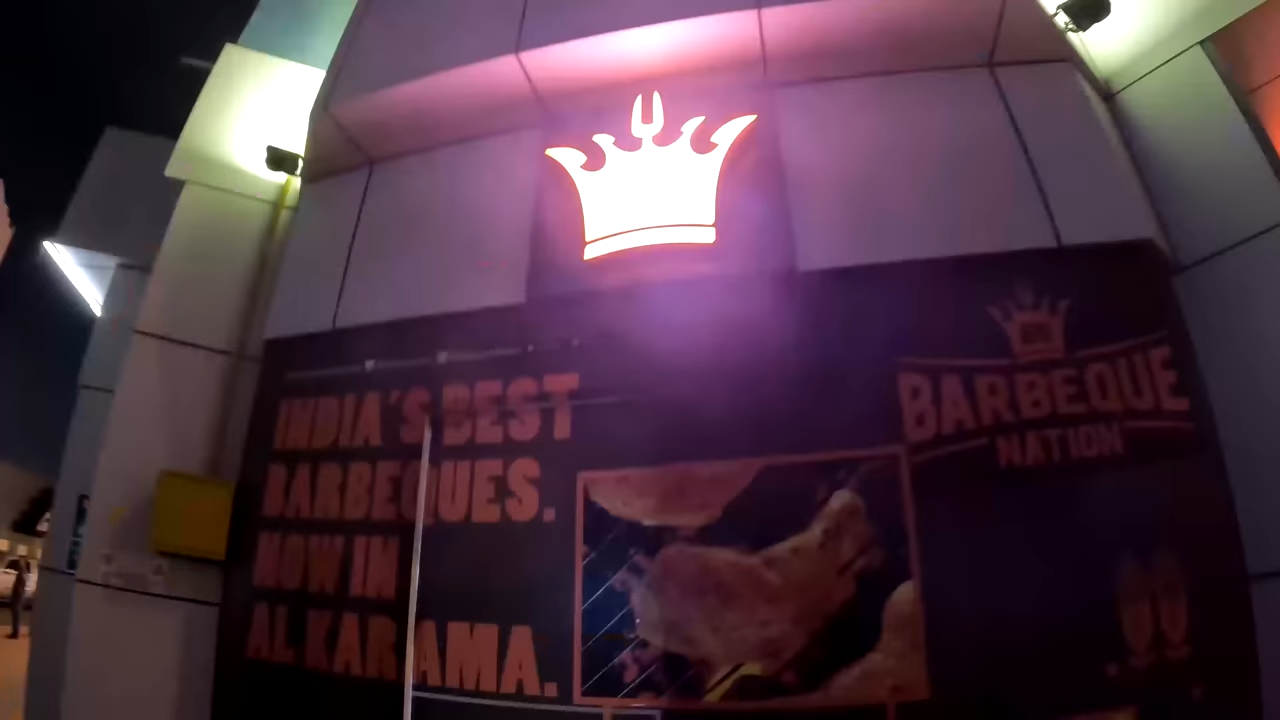 INDIA'S BEST
BARBEQUES.
NOW IN
AL KARAMA.
BARBEQUE
NATION